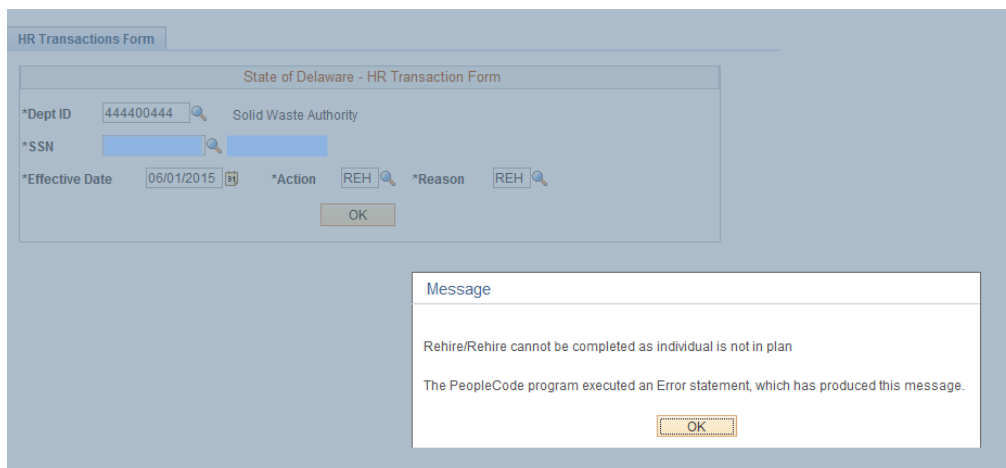 HR Transactions Form
State of Delaware - HR Transaction Form
*Dept ID 444400444 Solid Waste Authority
*SSN
*Effective Date 06/01/2015 31 *Action REH *Reason REH
OK
Message
Rehire/Rehire cannot be completed as individual is not in plan
The PeopleCode program executed an Error statement, which has produced this message.
OK